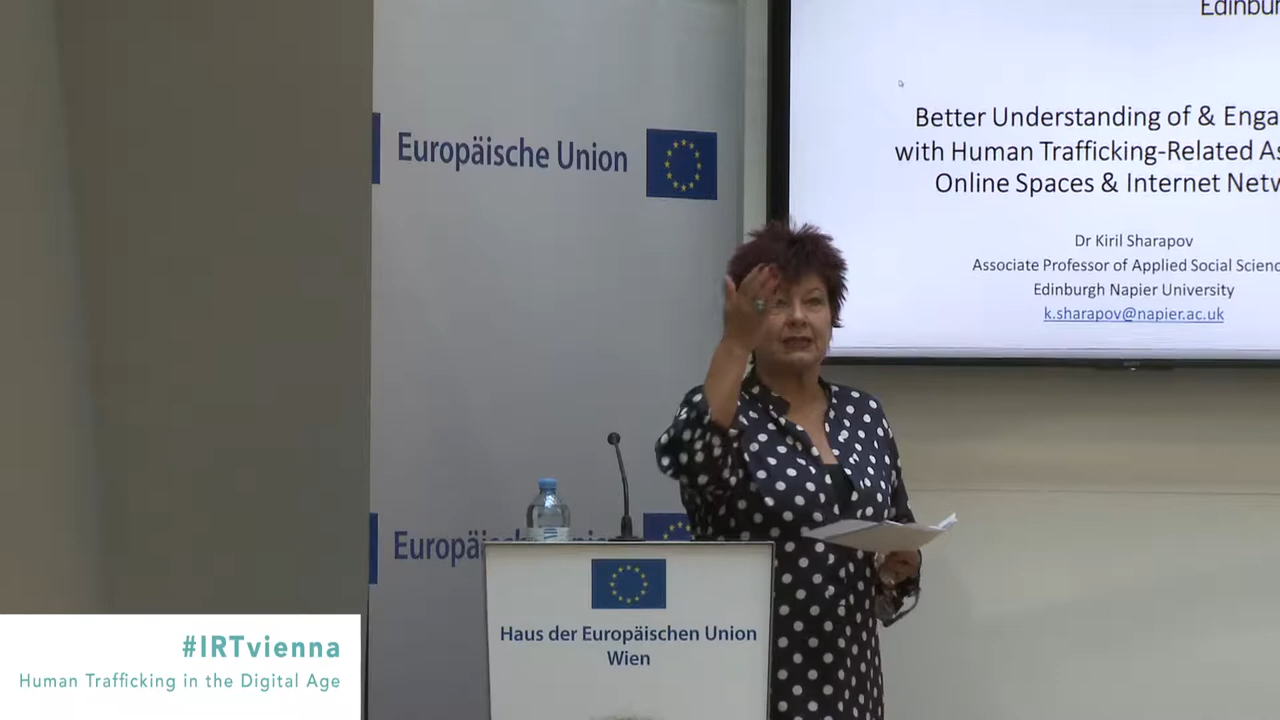 Edinbur
Better Understanding of & Enga
with Human Trafficking-Related As
Online Spaces & Internet Netw
Dr Kiril Sharapov
Associate Professor of Applied Social Scienc
Edinburgh Napier University
k.sharapov@napier.ac.uk
Europäische Union
Europäis
Haus der Europäischen Union
Wien
#IRTvienna
Human Trafficking in the Digital Age